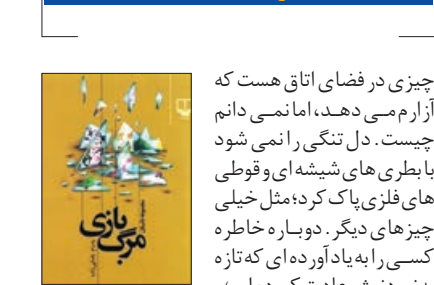 چیزی در فضای اتاق هست که
آزارم می دهد، اما نمی دانم
چیست. دل تنگی را نمی شود
با بطری های شیشه ای و قوطی
های فلزی پاک کرد؛ مثل خیلی
چیزهای دیگر. دوباره خاطره
کسی را به یاد آورده ای که تازه
مرگ بازی